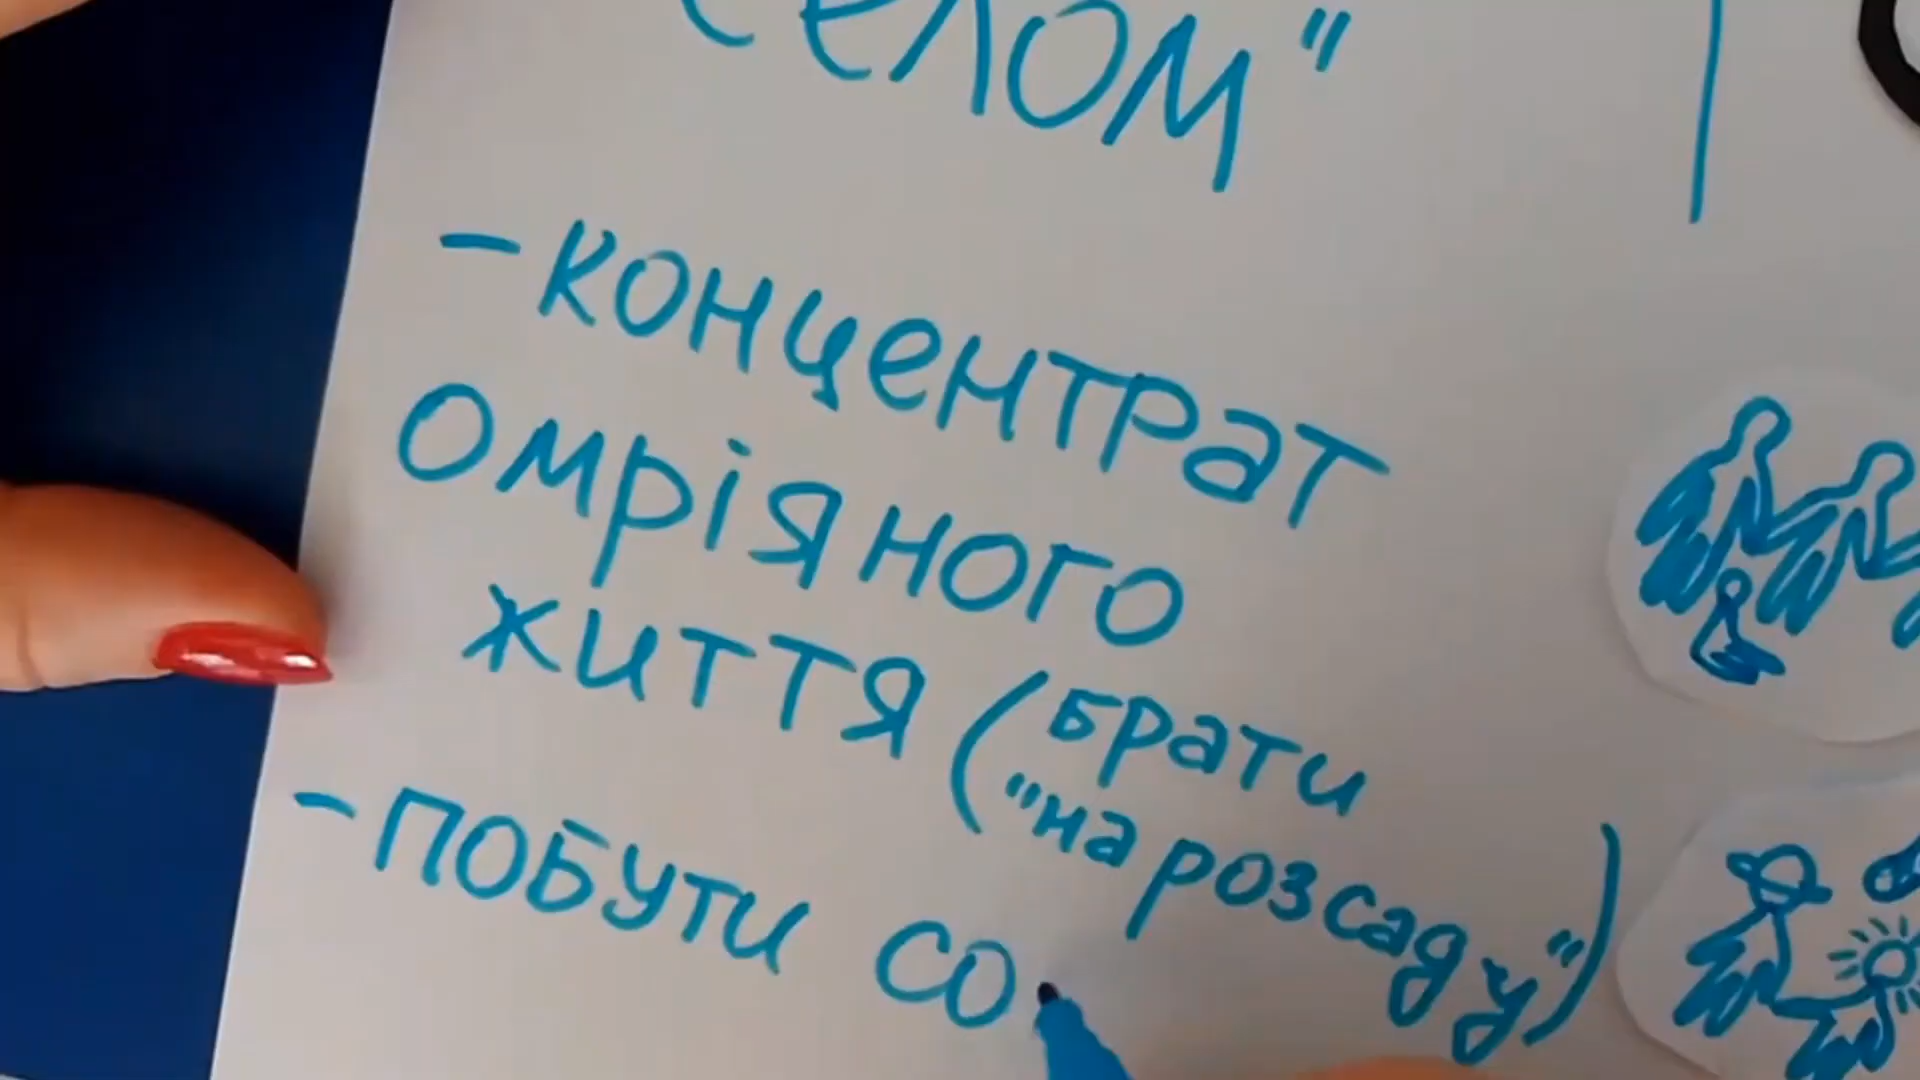 селом"
- концентрат
омріяного
життя (брати
"на розсаду")
- побути со